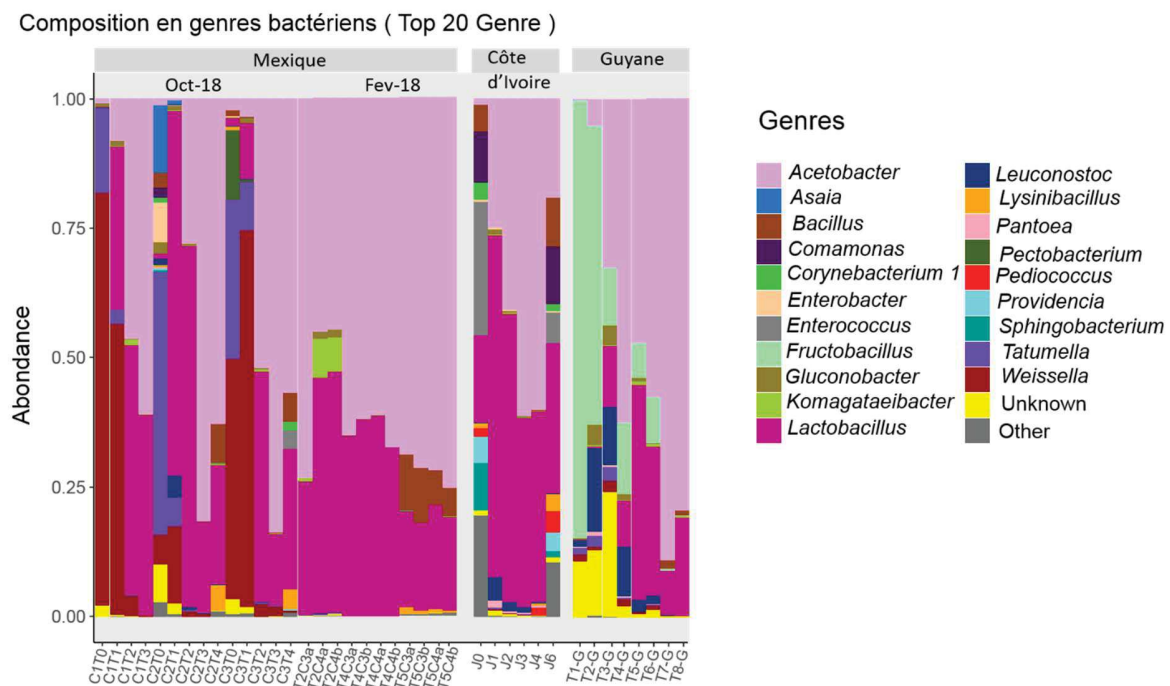 Composition en genres bactériens ( Top 20 Genre )
Mexique
Côte d'Ivoire
Guyane
Oct-18
Fev-18
Abondance
1.00
0.75
0.50
0.25
0.00
C1T0
C1T1
C1T2
C1T3
C2T0
C2T1
C2T2
C2T3
C2T4
C3T0
C3T1
C3T2
C3T3
C3T4
T2C3a
T2C4a
T2C4b
T4C3a
T4C3b
T4C4a
T4C4b
T5C3a
T5C3b
T5C4a
T5C4b
J0
J1
J2
J3
J4
J6
T1-G
T2-G
T3-G
T4-G
T5-G
T6-G
T7-G
T8-G
Genres
Acetobacter
Asaia
Bacillus
Comamonas
Corynebacterium 1
Enterobacter
Enterococcus
Fructobacillus
Gluconobacter
Komagataeibacter
Lactobacillus
Leuconostoc
Lysinibacillus
Pantoea
Pectobacterium
Pediococcus
Providencia
Sphingobacterium
Tatumella
Weissella
Unknown
Other